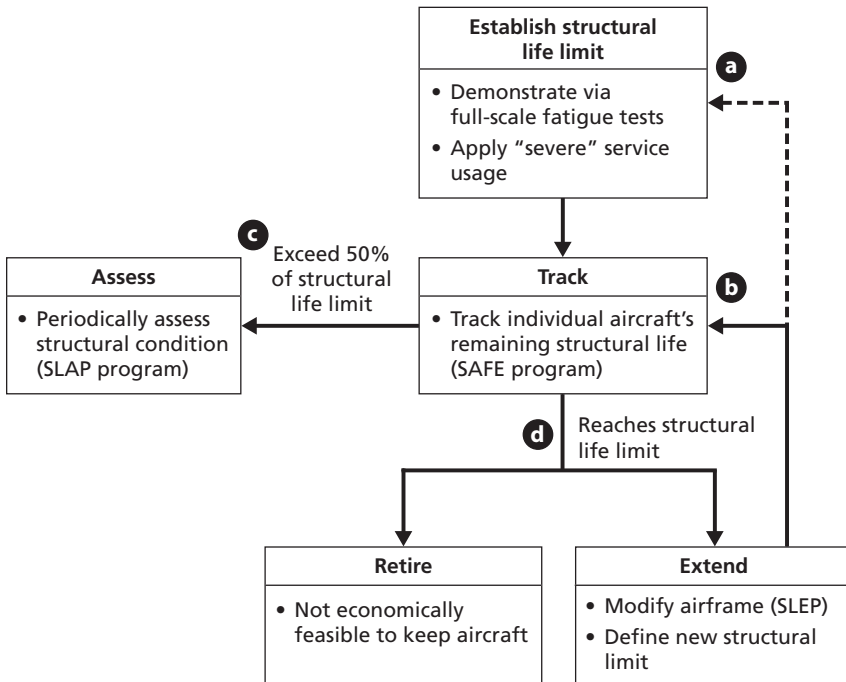 Establish structural
life limit
• Demonstrate via
full-scale fatigue tests
• Apply “severe” service
usage
a
c
Exceed 50%
of structural
life limit
Assess
• Periodically assess
structural condition
(SLAP program)
Track
• Track individual aircraft’s
remaining structural life
(SAFE program)
b
d
Reaches structural
life limit
Retire
• Not economically
feasible to keep aircraft
Extend
• Modify airframe (SLEP)
• Define new structural
limit